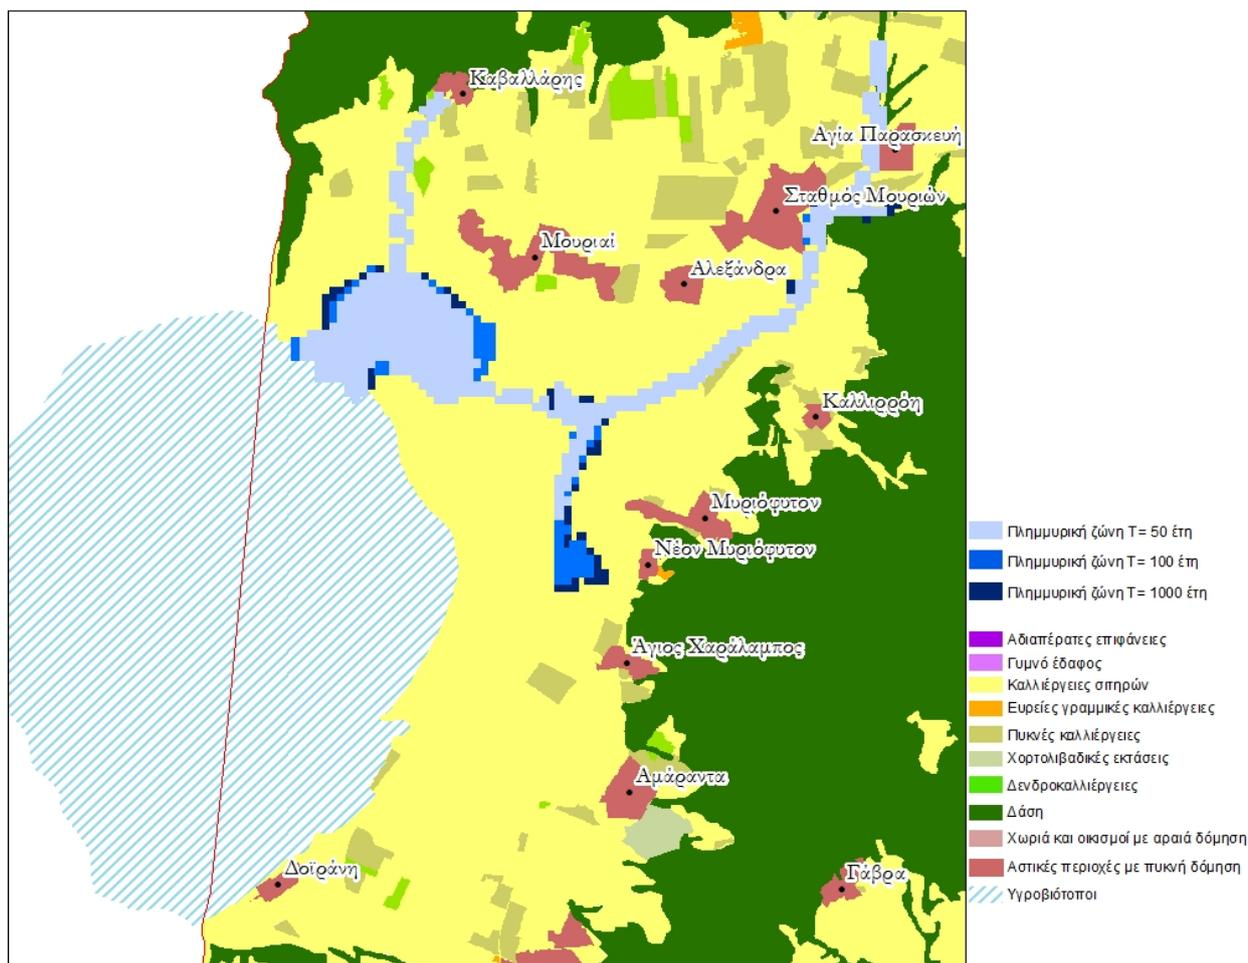 Καβαλλάρης
Αγία Παρασκευή
Σταθμός Μουριών
Μουριαί
Αλεξάνδρα
Καλλιρρόη
Μυριόφυτον
Νέον Μυριόφυτον
Άγιος Χαράλαμπος
Αμάραντα
Δοϊράνη
Γάβρα
Πλημμυρική ζώνη T= 50 έτη
Πλημμυρική ζώνη T= 100 έτη
Πλημμυρική ζώνη T= 1000 έτη
Αδιαπέρατες επιφάνειες
Γυμνό έδαφος
Καλλιέργειες σιτηρών
Ευρείες γραμμικές καλλιέργειες
Πυκνές καλλιέργειες
Χορτολιβαδικές εκτάσεις
Δενδροκαλλιέργειες
Δάση
Χωριά και οικισμοί με αραιά δόμηση
Αστικές περιοχές με πυκνή δόμηση
Υγροβιότοποι